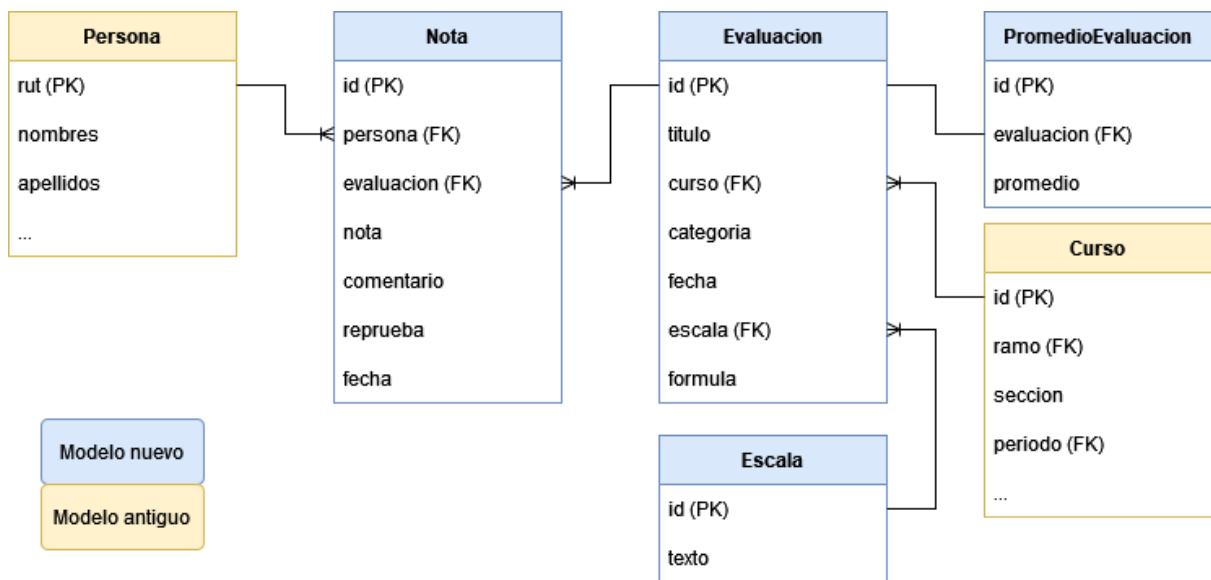 Persona
rut (PK)
nombres
apellidos
...
Nota
id (PK)
persona (FK)
evaluacion (FK)
nota
comentario
reprueba
fecha
Evaluacion
id (PK)
titulo
curso (FK)
categoria
fecha
escala (FK)
formula
PromedioEvaluacion
id (PK)
evaluacion (FK)
promedio
Curso
id (PK)
ramo (FK)
seccion
periodo (FK)
...
Escala
id (PK)
texto
Modelo nuevo
Modelo antiguo